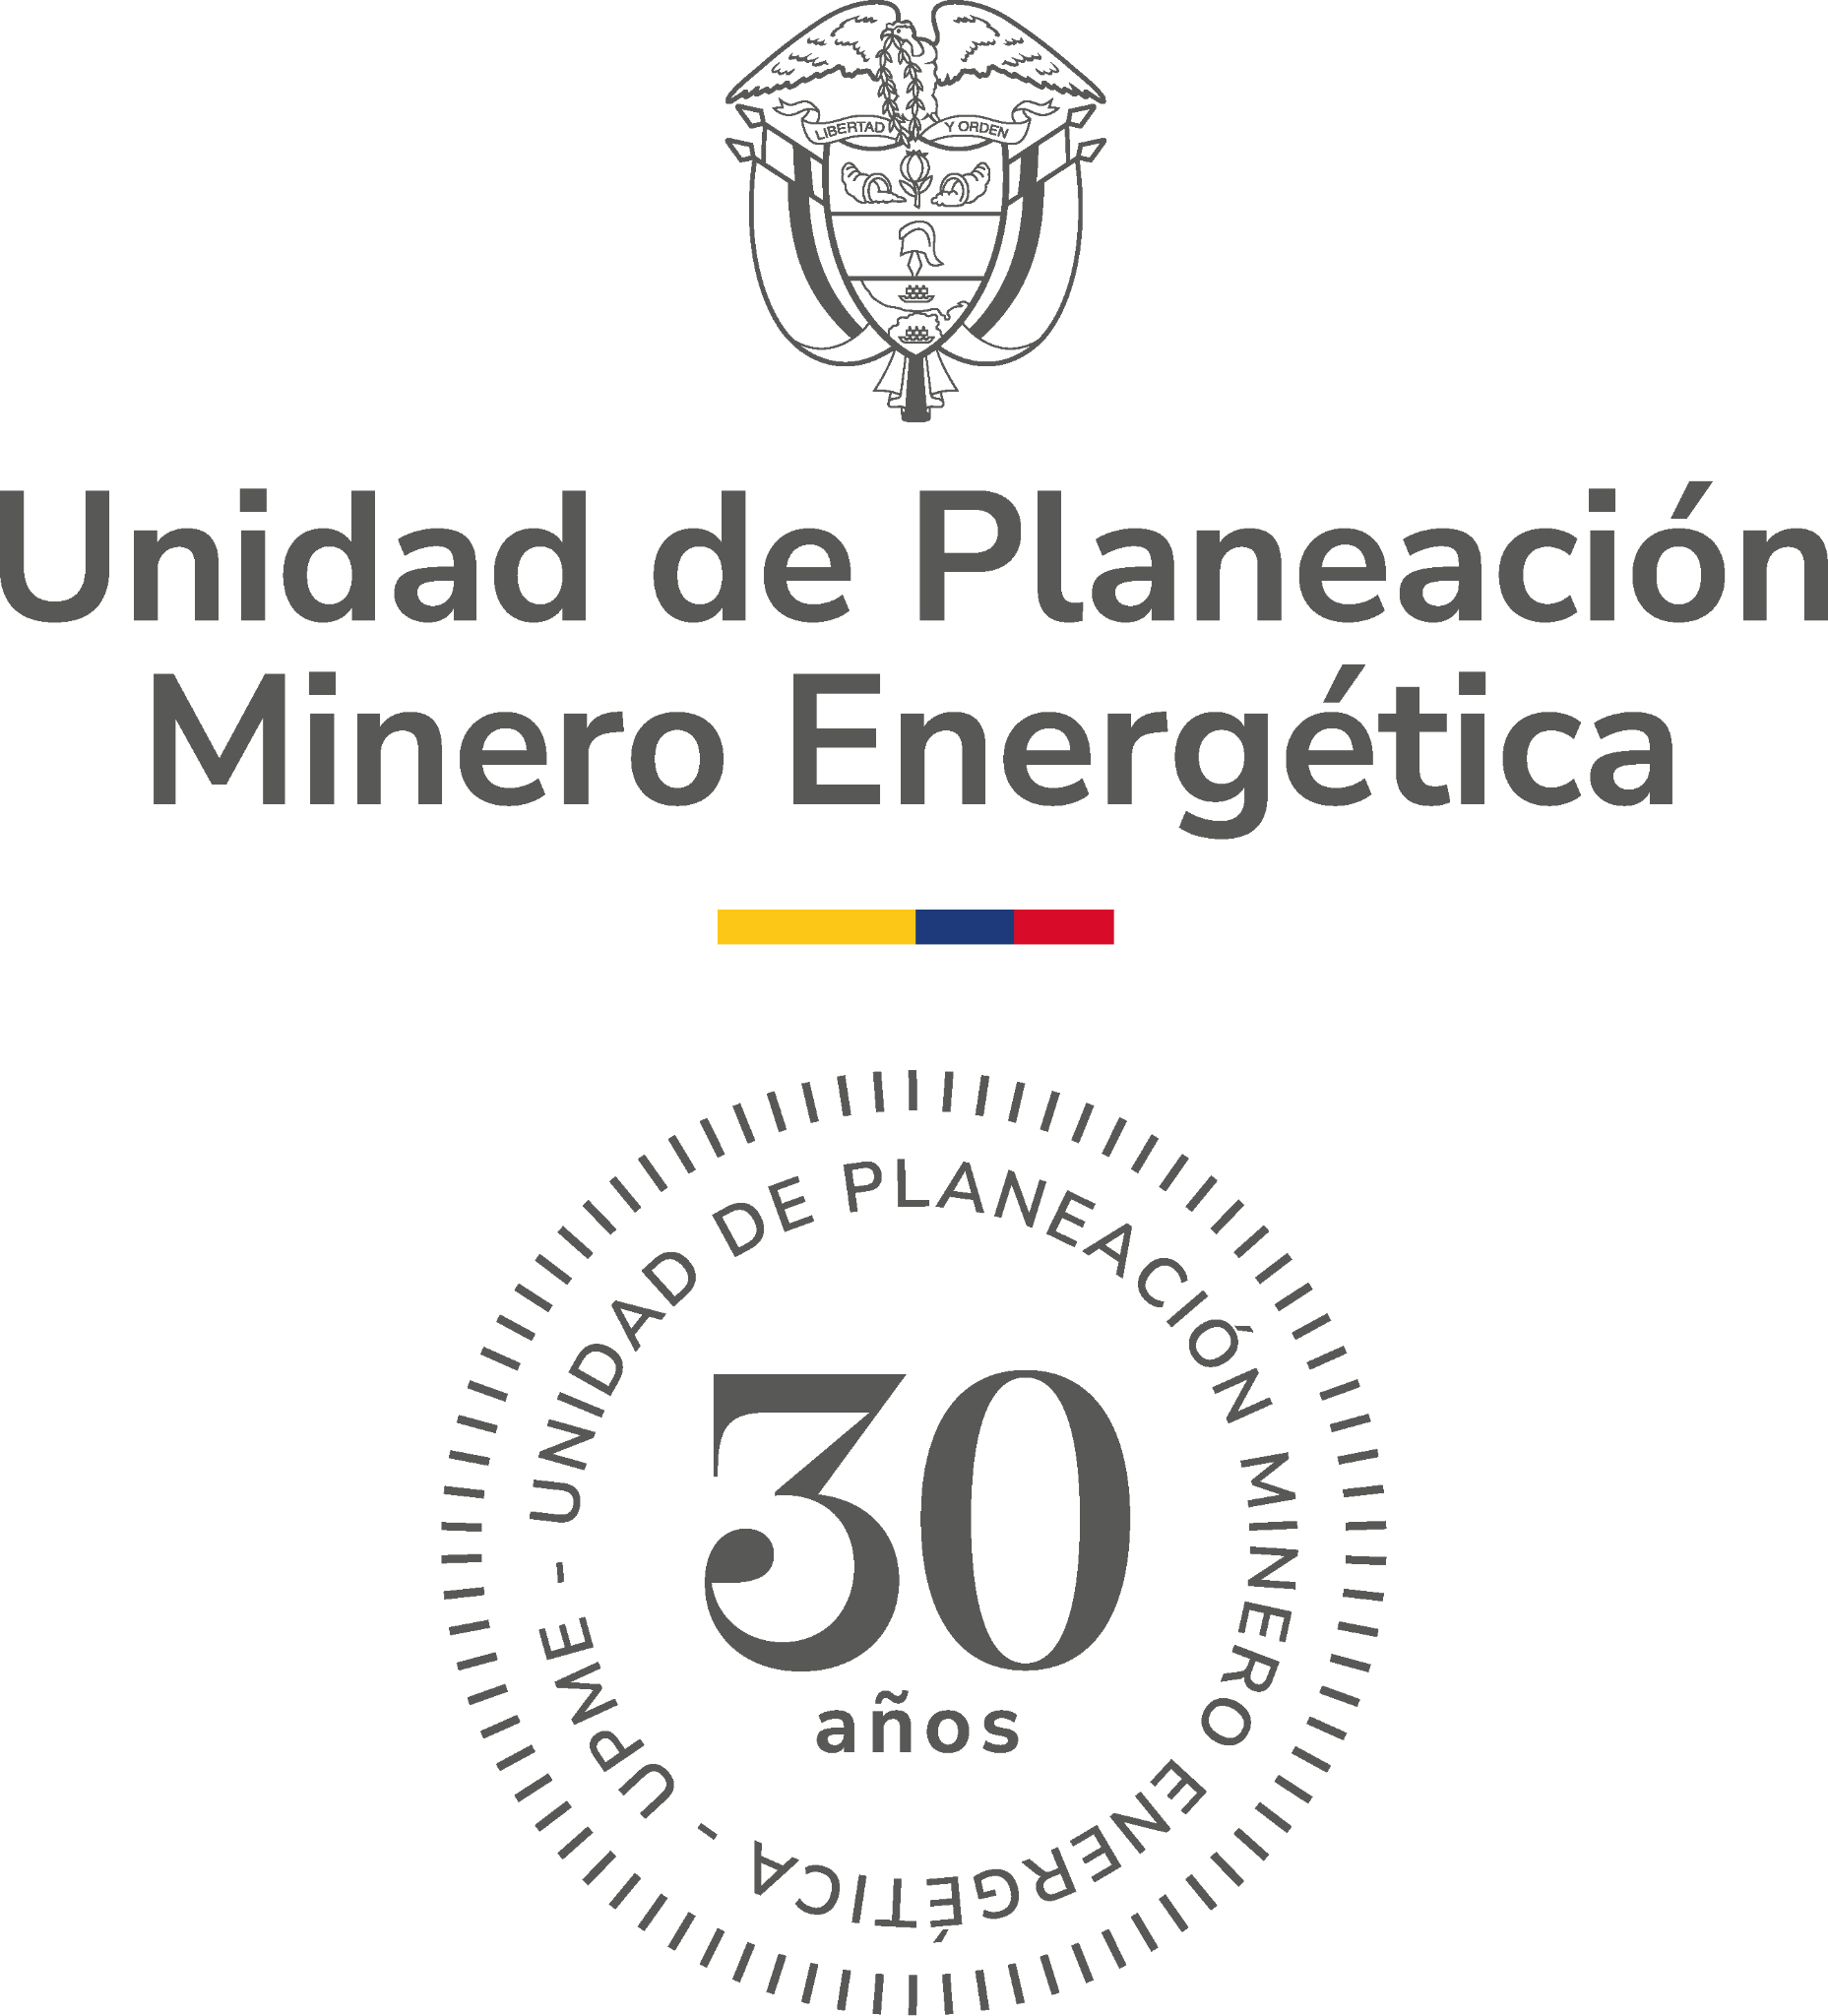 LIBERTAD Y ORDEN
Unidad de Planeación
Minero Energética
UNIDAD DE PLANEACIÓN MINERO ENERGÉTICA - UPME -
30
años